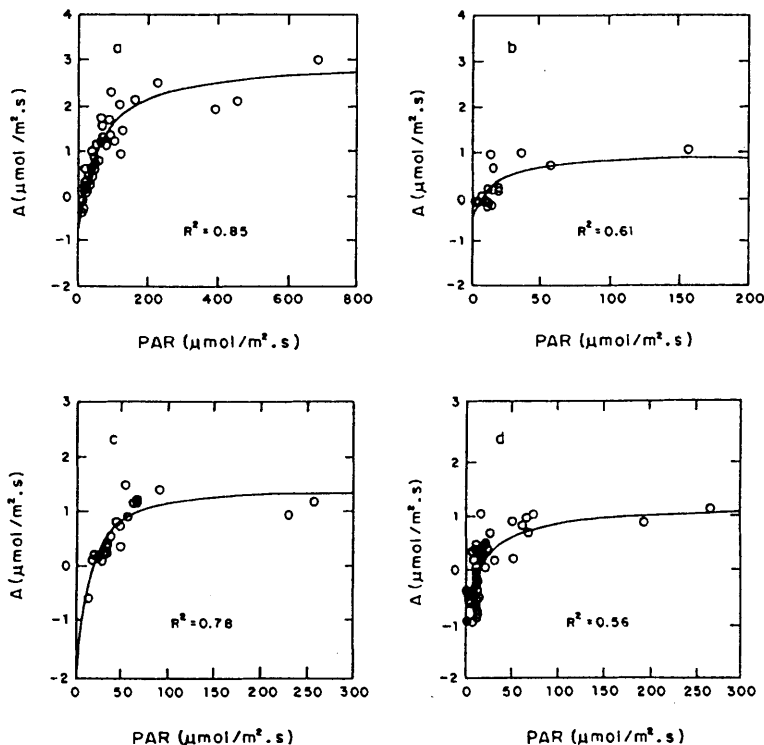 4
a
3
2
1
0
-1
-2
A (μmol/m².s)
R² = 0.85
0 200 400 600 800
PAR (μmol/m².s)
4
b
3
2
1
0
-1
-2
A (μmol/m².s)
R² = 0.61
0 50 100 150 200
PAR (μmol/m².s)
3
c
2
1
0
-1
-2
A (μmol/m².s)
R² = 0.78
0 50 100 150 200 250 300
PAR (μmol/m².s)
3
d
2
1
0
-1
-2
A (μmol/m².s)
R² = 0.56
0 50 100 150 200 250 300
PAR (μmol/m².s)